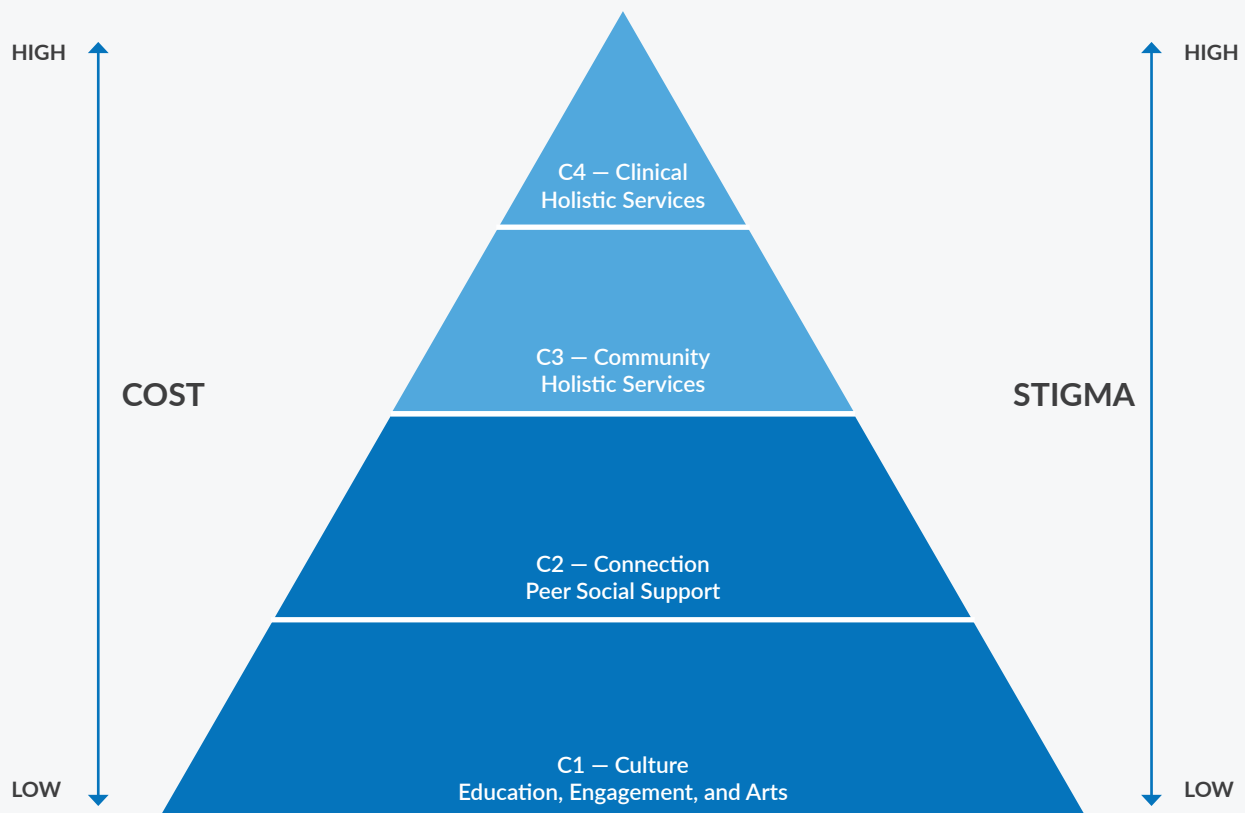 HIGH
HIGH
C4 — Clinical
Holistic Services
C3 — Community
Holistic Services
COST
STIGMA
C2 — Connection
Peer Social Support
C1 — Culture
Education, Engagement, and Arts
LOW
LOW